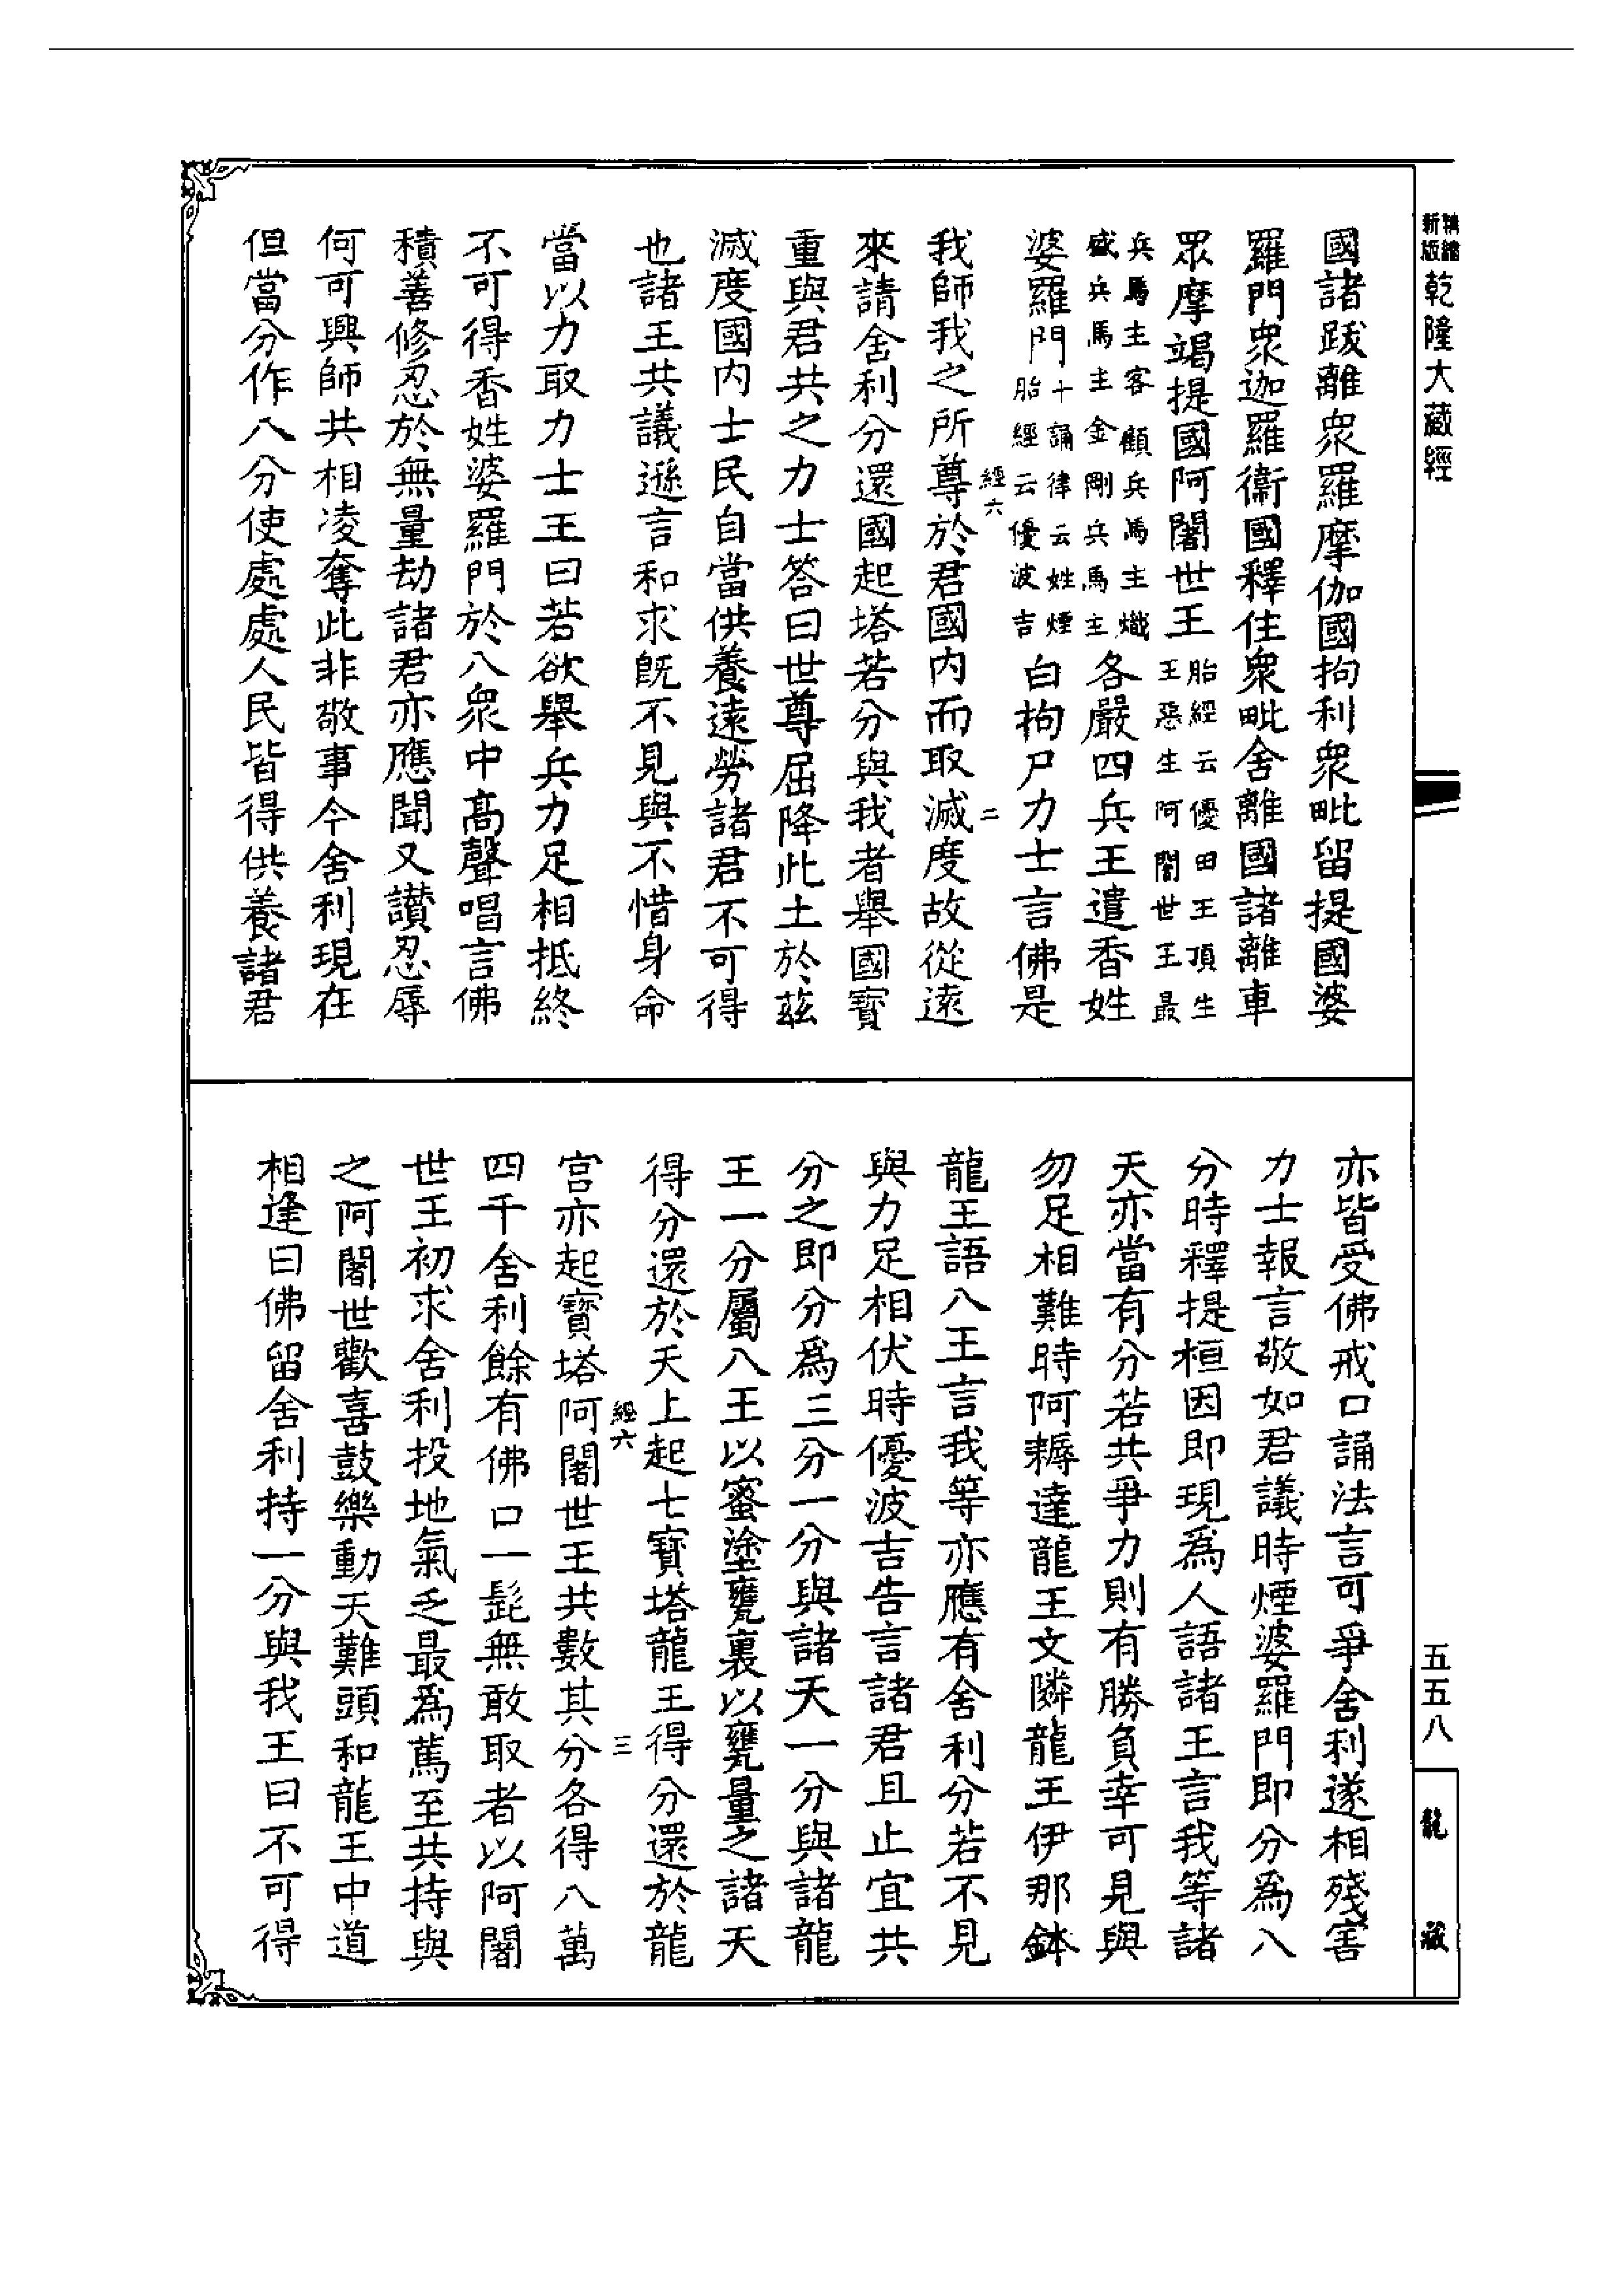 精縮
新版
乾隆大藏經
國諸跋離衆羅摩伽國拘利衆毗留提國婆
羅門衆迦羅衞國釋住衆毗舍離國諸離車
眾摩竭提國阿闍世王胎經云優田王頂生
王惡生阿闍世王最
兵馬主客顧兵馬主熾
盛兵馬主金剛兵馬主各嚴四兵王遣香姓
婆羅門十誦律云姓煙
胎經云優波吉白拘尸力士言佛是
經六 二
我師我之所尊於君國内而取滅度故從遠
來請舍利分還國起塔若分與我者舉國寶
重與君共之力士答曰世尊屈降此土於茲
滅度國内士民自當供養遠勞諸君不可得
也諸王共議遜言和求旣不見與不惜身命
當以力取力士王曰若欲舉兵力足相抵終
不可得香姓婆羅門於八衆中高聲唱言佛
積善修忍於無量劫諸君亦應聞又讚忍辱
何可興師共相凌奪此非敬事今舍利現在
但當分作八分使處處人民皆得供養諸君
亦皆受佛戒口誦法言可爭舍利遂相殘害
力士報言敬如君議時煙婆羅門即分為八
分時釋提桓因即現為人語諸王言我等諸
天亦當有分若共爭力則有勝負幸可見與
勿足相難時阿耨達龍王文隣龍王伊那鉢
龍王語八王言我等亦應有舍利分若不見
與力足相伏時優波吉告言諸君且止宜共
分之即分為三分一分與諸天一分與諸龍
王一分屬八王以蜜塗甕裏以甕量之諸天
得分還於天上起七寶塔龍王得分還於龍
經六 三
宮亦起寶塔阿闍世王共數其分各得八萬
四千舍利餘有佛口一髭無敢取者以阿闍
世王初求舍利投地氣乏最為篤至共持與
之阿闍世歡喜鼓樂動天難頭和龍王中道
相逢曰佛留舍利持一分與我王曰不可得
五五八
龍藏